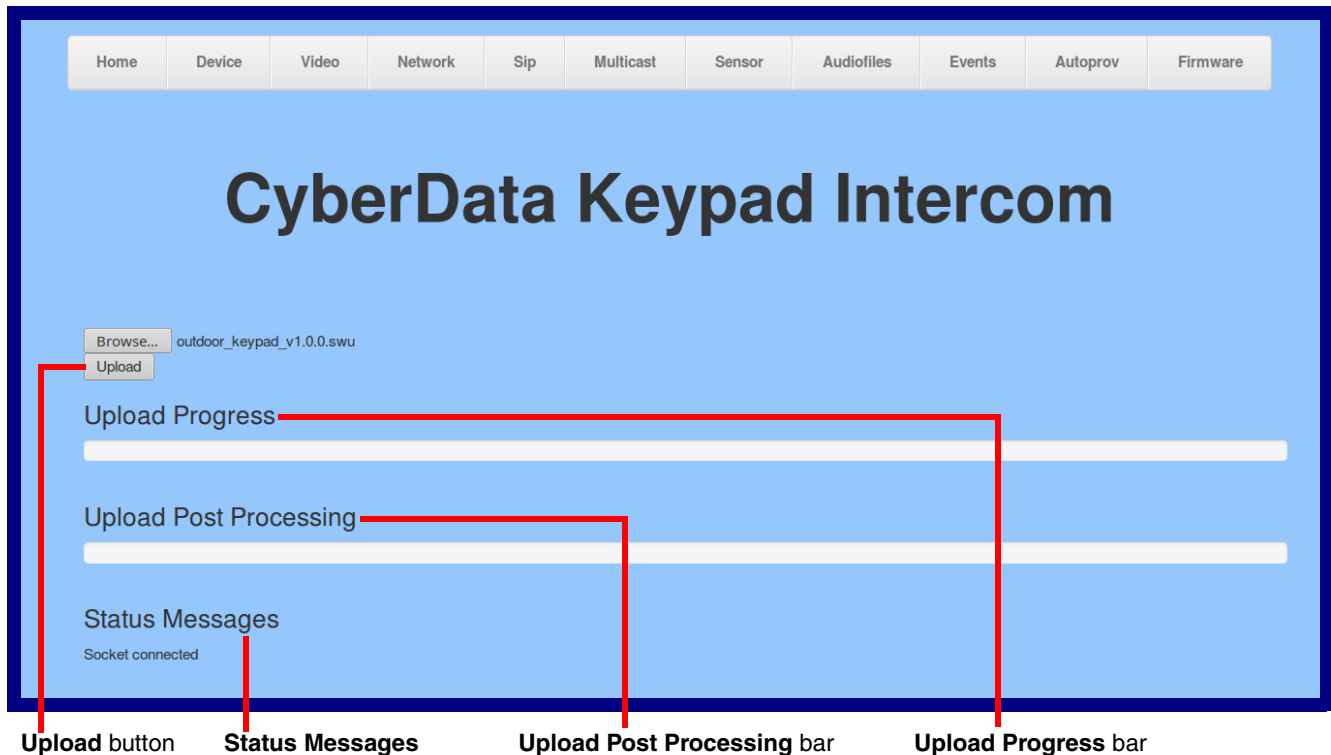 Home Device Video Network Sip Multicast Sensor Audiofiles Events Autoprov Firmware
CyberData Keypad Intercom
Browse... outdoor_keypad_v1.0.0.swu
Upload
Upload Progress
Upload Post Processing
Status Messages
Socket connected
Upload button Status Messages Upload Post Processing bar Upload Progress bar